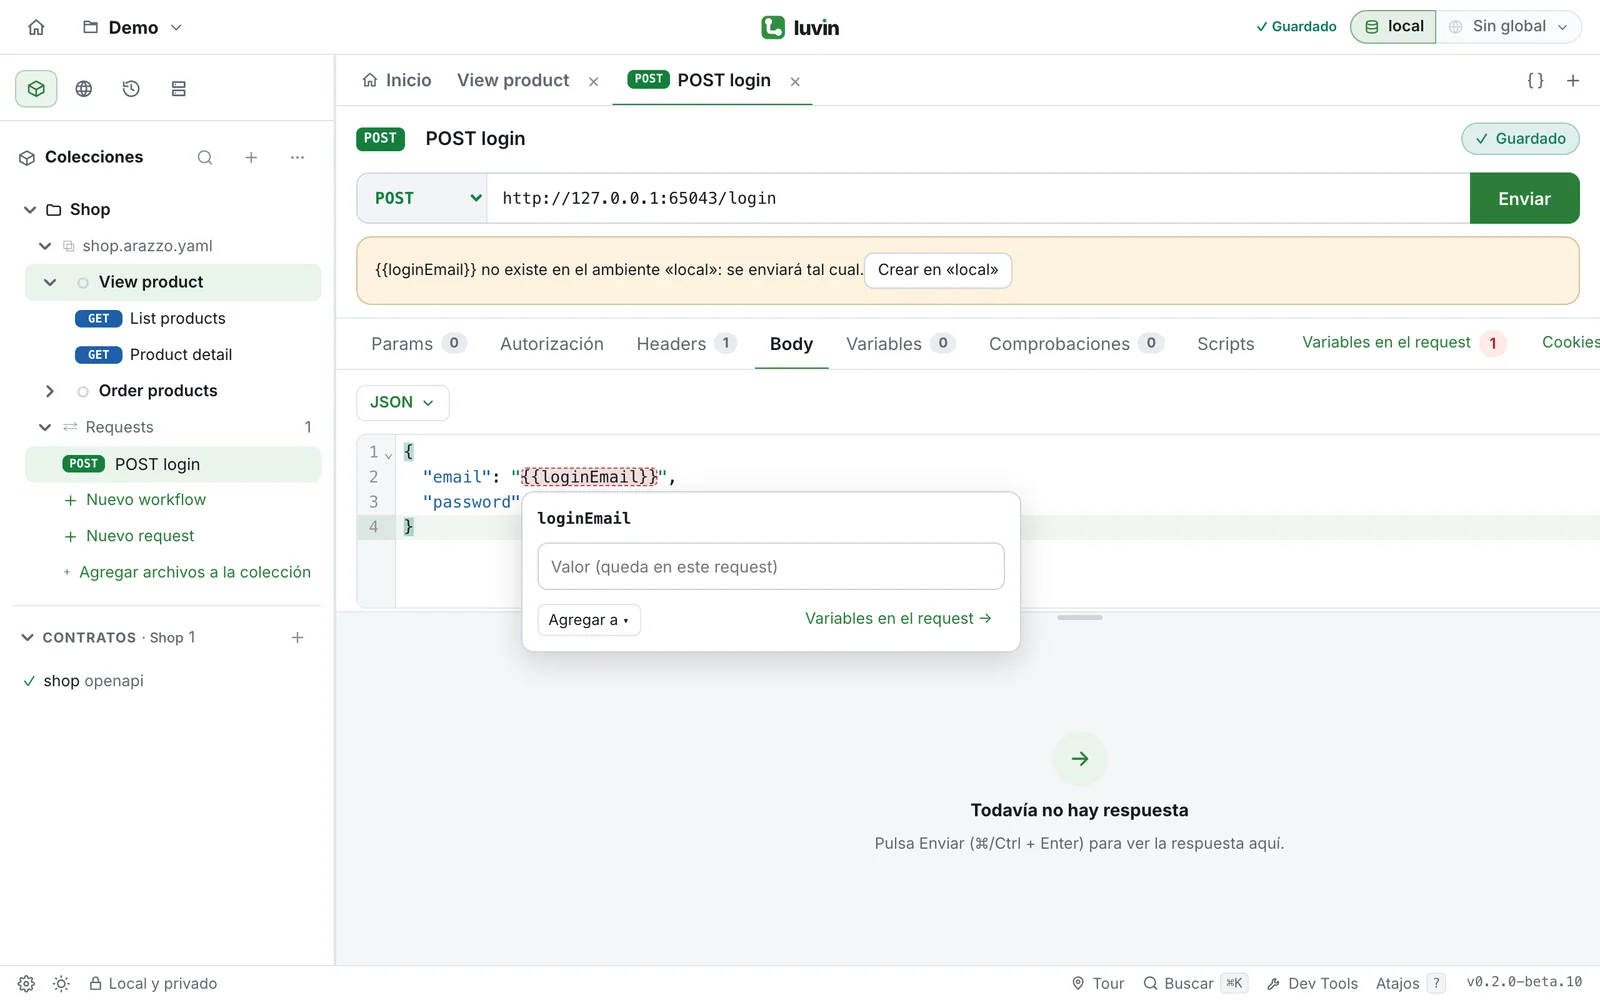 Demo
luvin
Guardado
local
Sin global
Inicio
View product
POST POST login
{}
Colecciones
Shop
shop.arazzo.yaml
View product
GET List products
GET Product detail
Order products
Requests 1
POST POST login
+ Nuevo workflow
+ Nuevo request
+ Agregar archivos a la colección
CONTRATOS · Shop 1
shop openapi
POST POST login
Guardado
POST http://127.0.0.1:65043/login
Enviar
{{loginEmail}} no existe en el ambiente «local»: se enviará tal cual. Crear en «local»
Params 0 Autorización Headers 1 Body Variables 0 Comprobaciones 0 Scripts Variables en el request 1 Cookies
JSON
1 {
2 "email": "{{loginEmail}}",
3 "password"
4 }
loginEmail
Valor (queda en este request)
Agregar a
Variables en el request →
Todavía no hay respuesta
Pulsa Enviar (⌘/Ctrl + Enter) para ver la respuesta aquí.
Local y privado
Tour
Buscar ⌘K
Dev Tools
Atajos ?
v0.2.0-beta.10